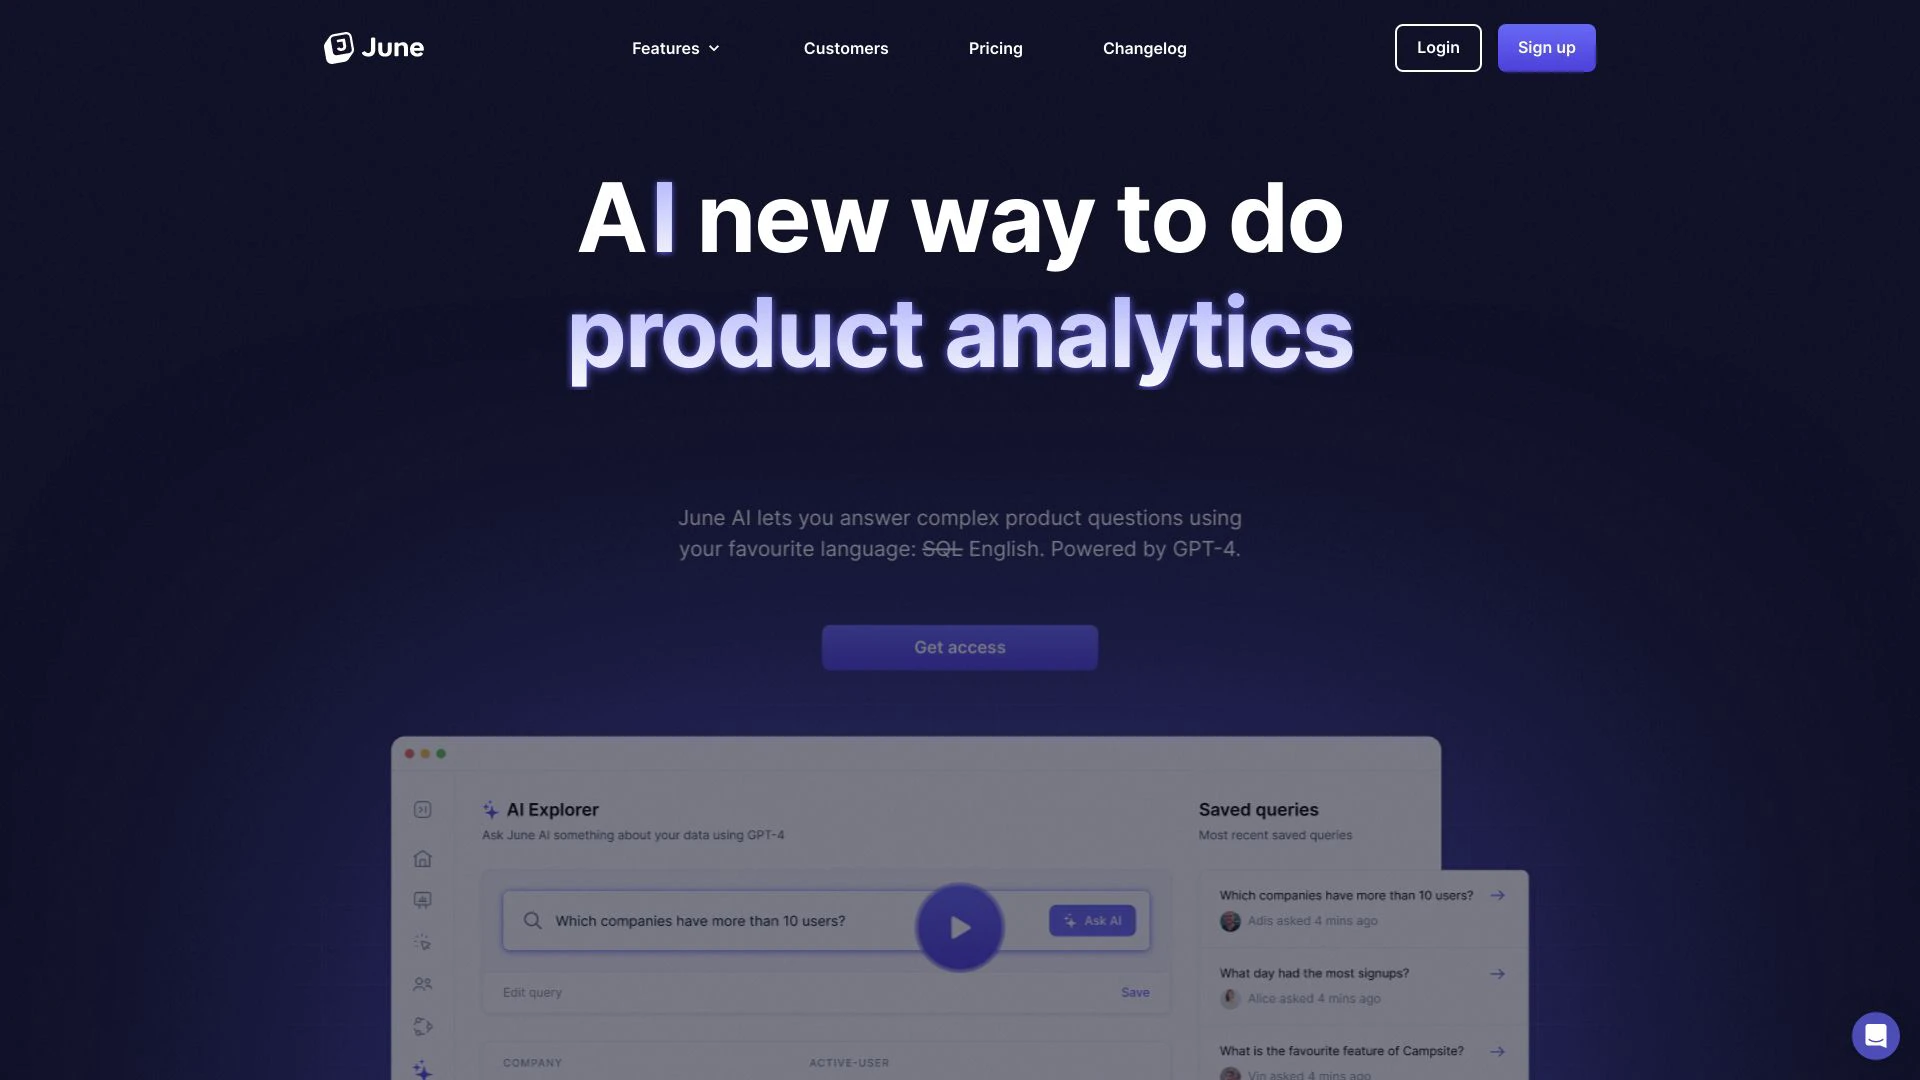 June
Features
Customers
Pricing
Changelog
Login
Sign up
AI new way to do
product analytics
June AI lets you answer complex product questions using
your favourite language: SQL English. Powered by GPT-4.
Get access
AI Explorer
Ask June AI something about your data using GPT-4
Which companies have more than 10 users?
Ask AI
Edit query
Save
COMPANY
ACTIVE-USER
Saved queries
Most recent saved queries
Which companies have more than 10 users?
Adis asked 4 mins ago
What day had the most signups?
Alice asked 4 mins ago
What is the favourite feature of Campsite?
Vin asked 4 mins ago